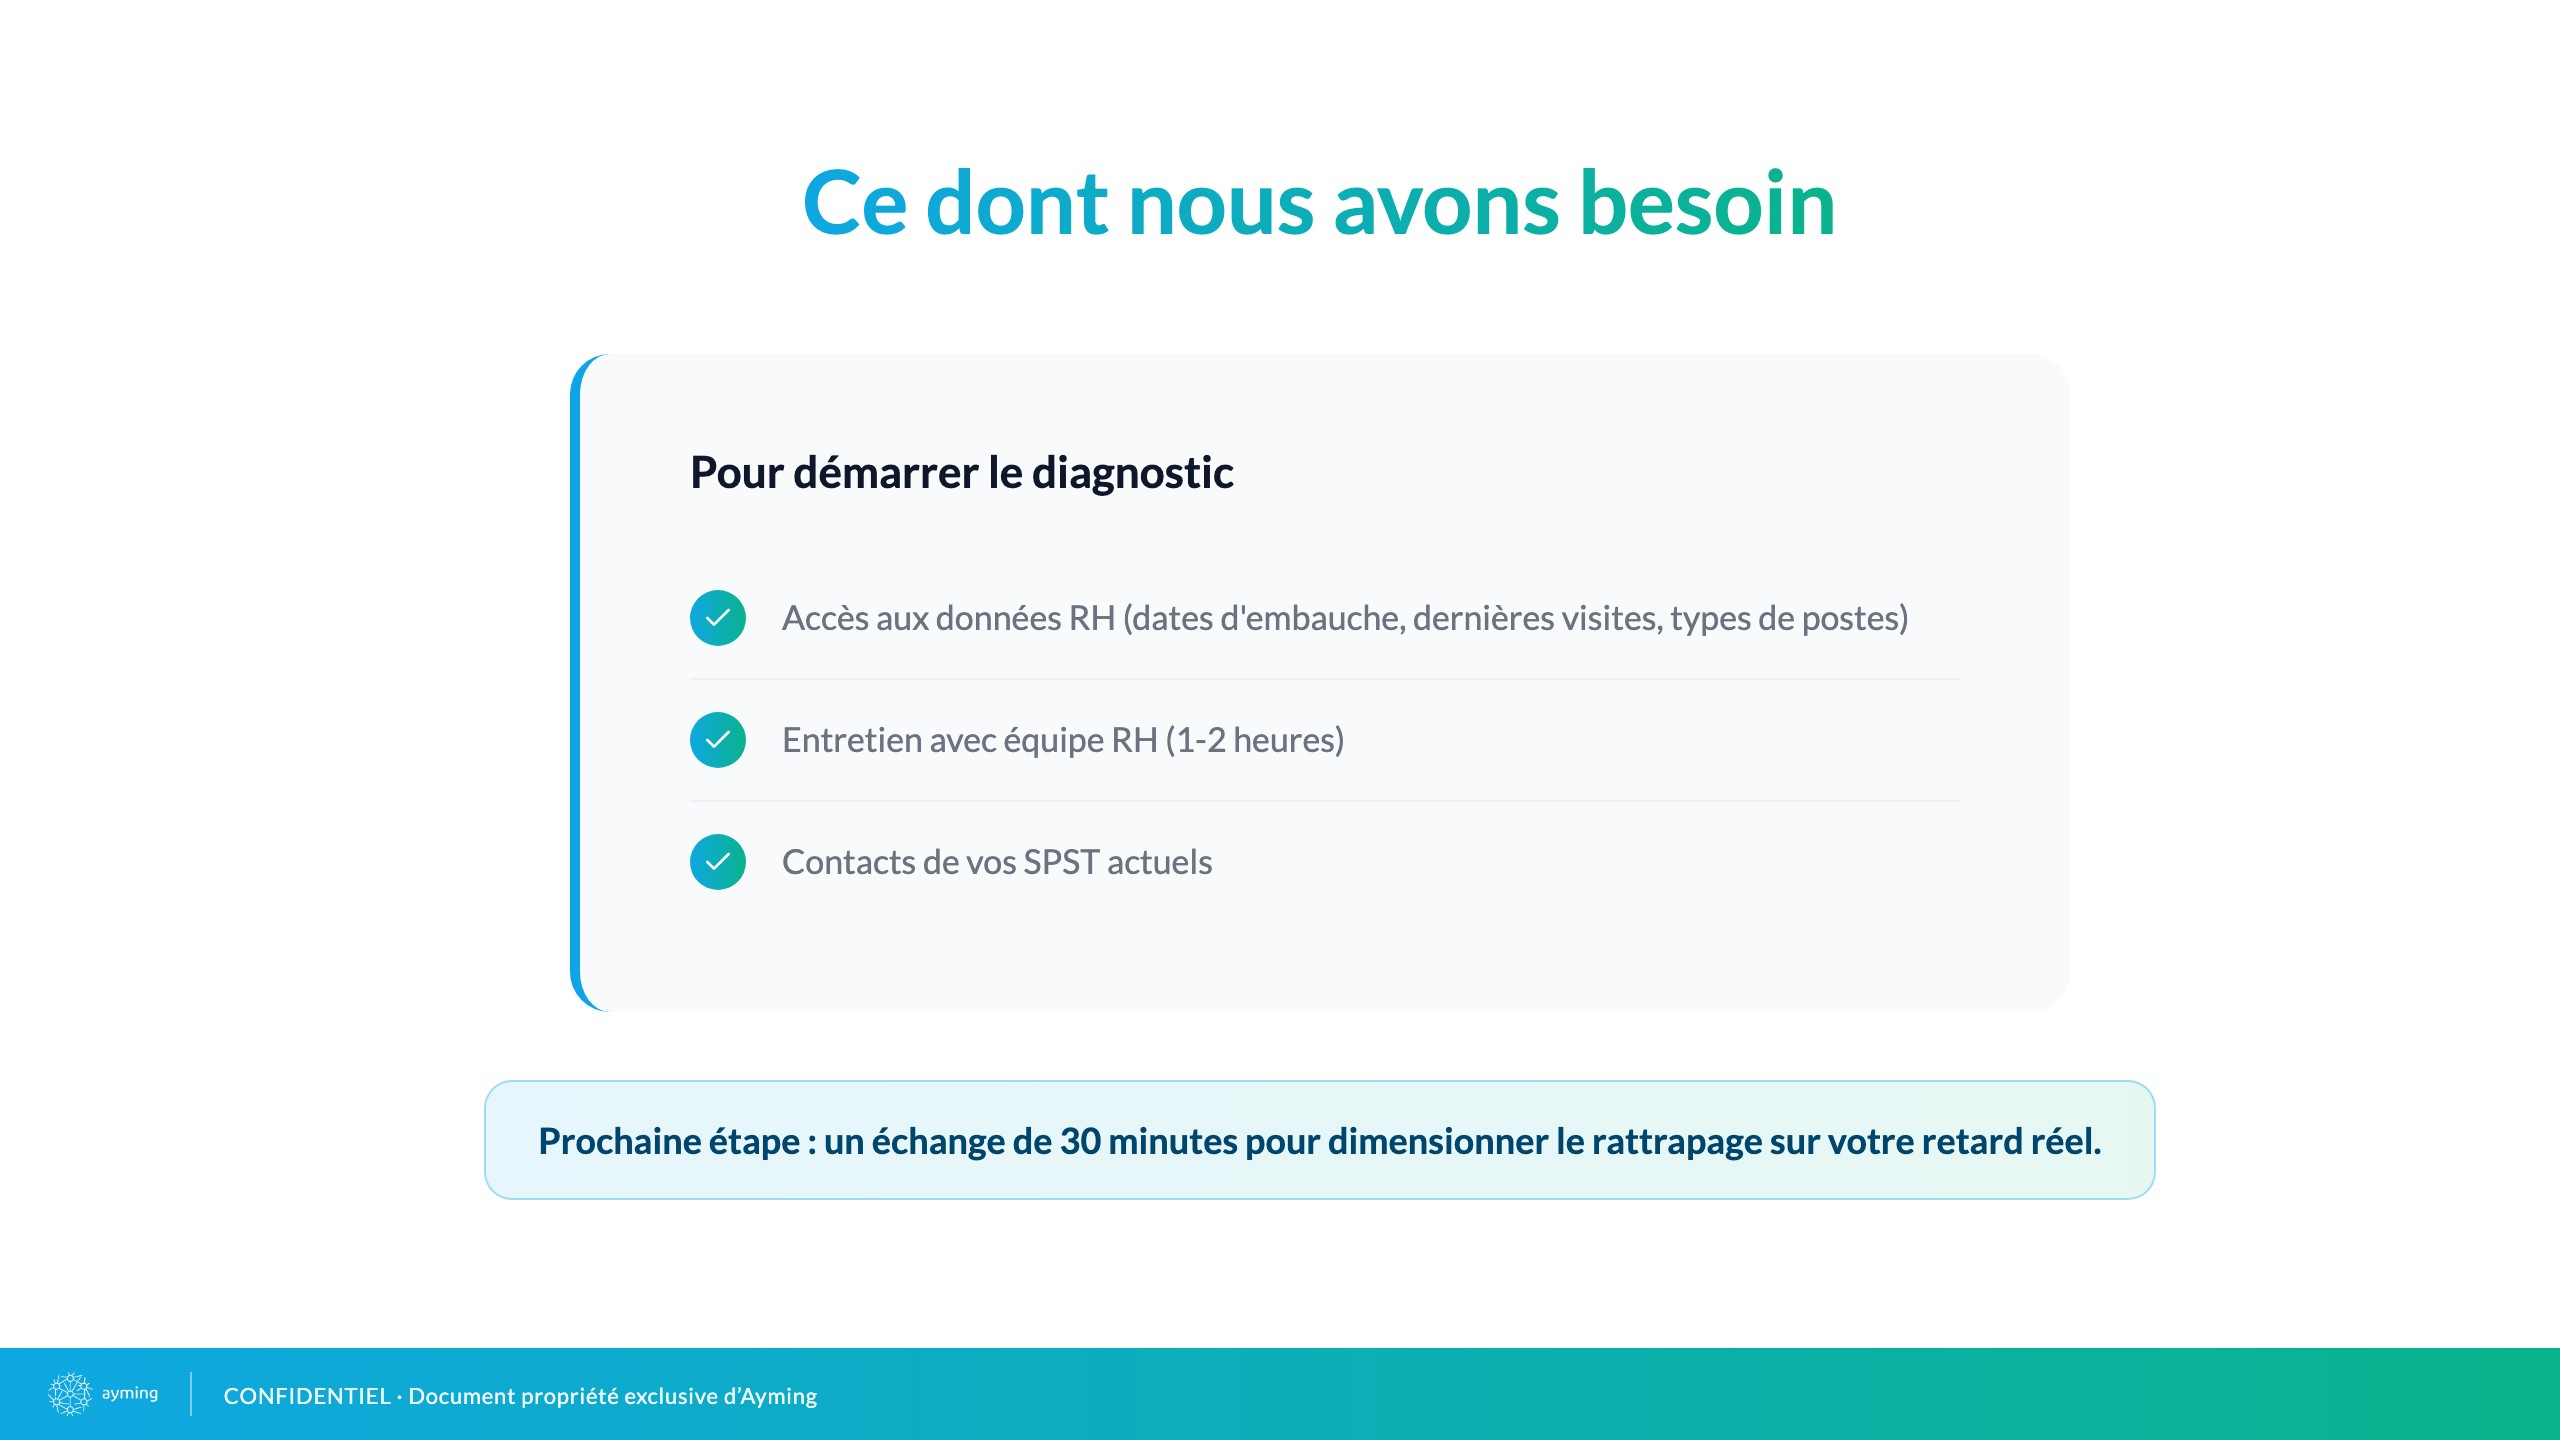 Ce dont nous avons besoin
Pour démarrer le diagnostic
Accès aux données RH (dates d'embauche, dernières visites, types de postes)
Entretien avec équipe RH (1-2 heures)
Contacts de vos SPST actuels
Prochaine étape : un échange de 30 minutes pour dimensionner le rattrapage sur votre retard réel.
ayming
CONFIDENTIEL · Document propriété exclusive d’Ayming